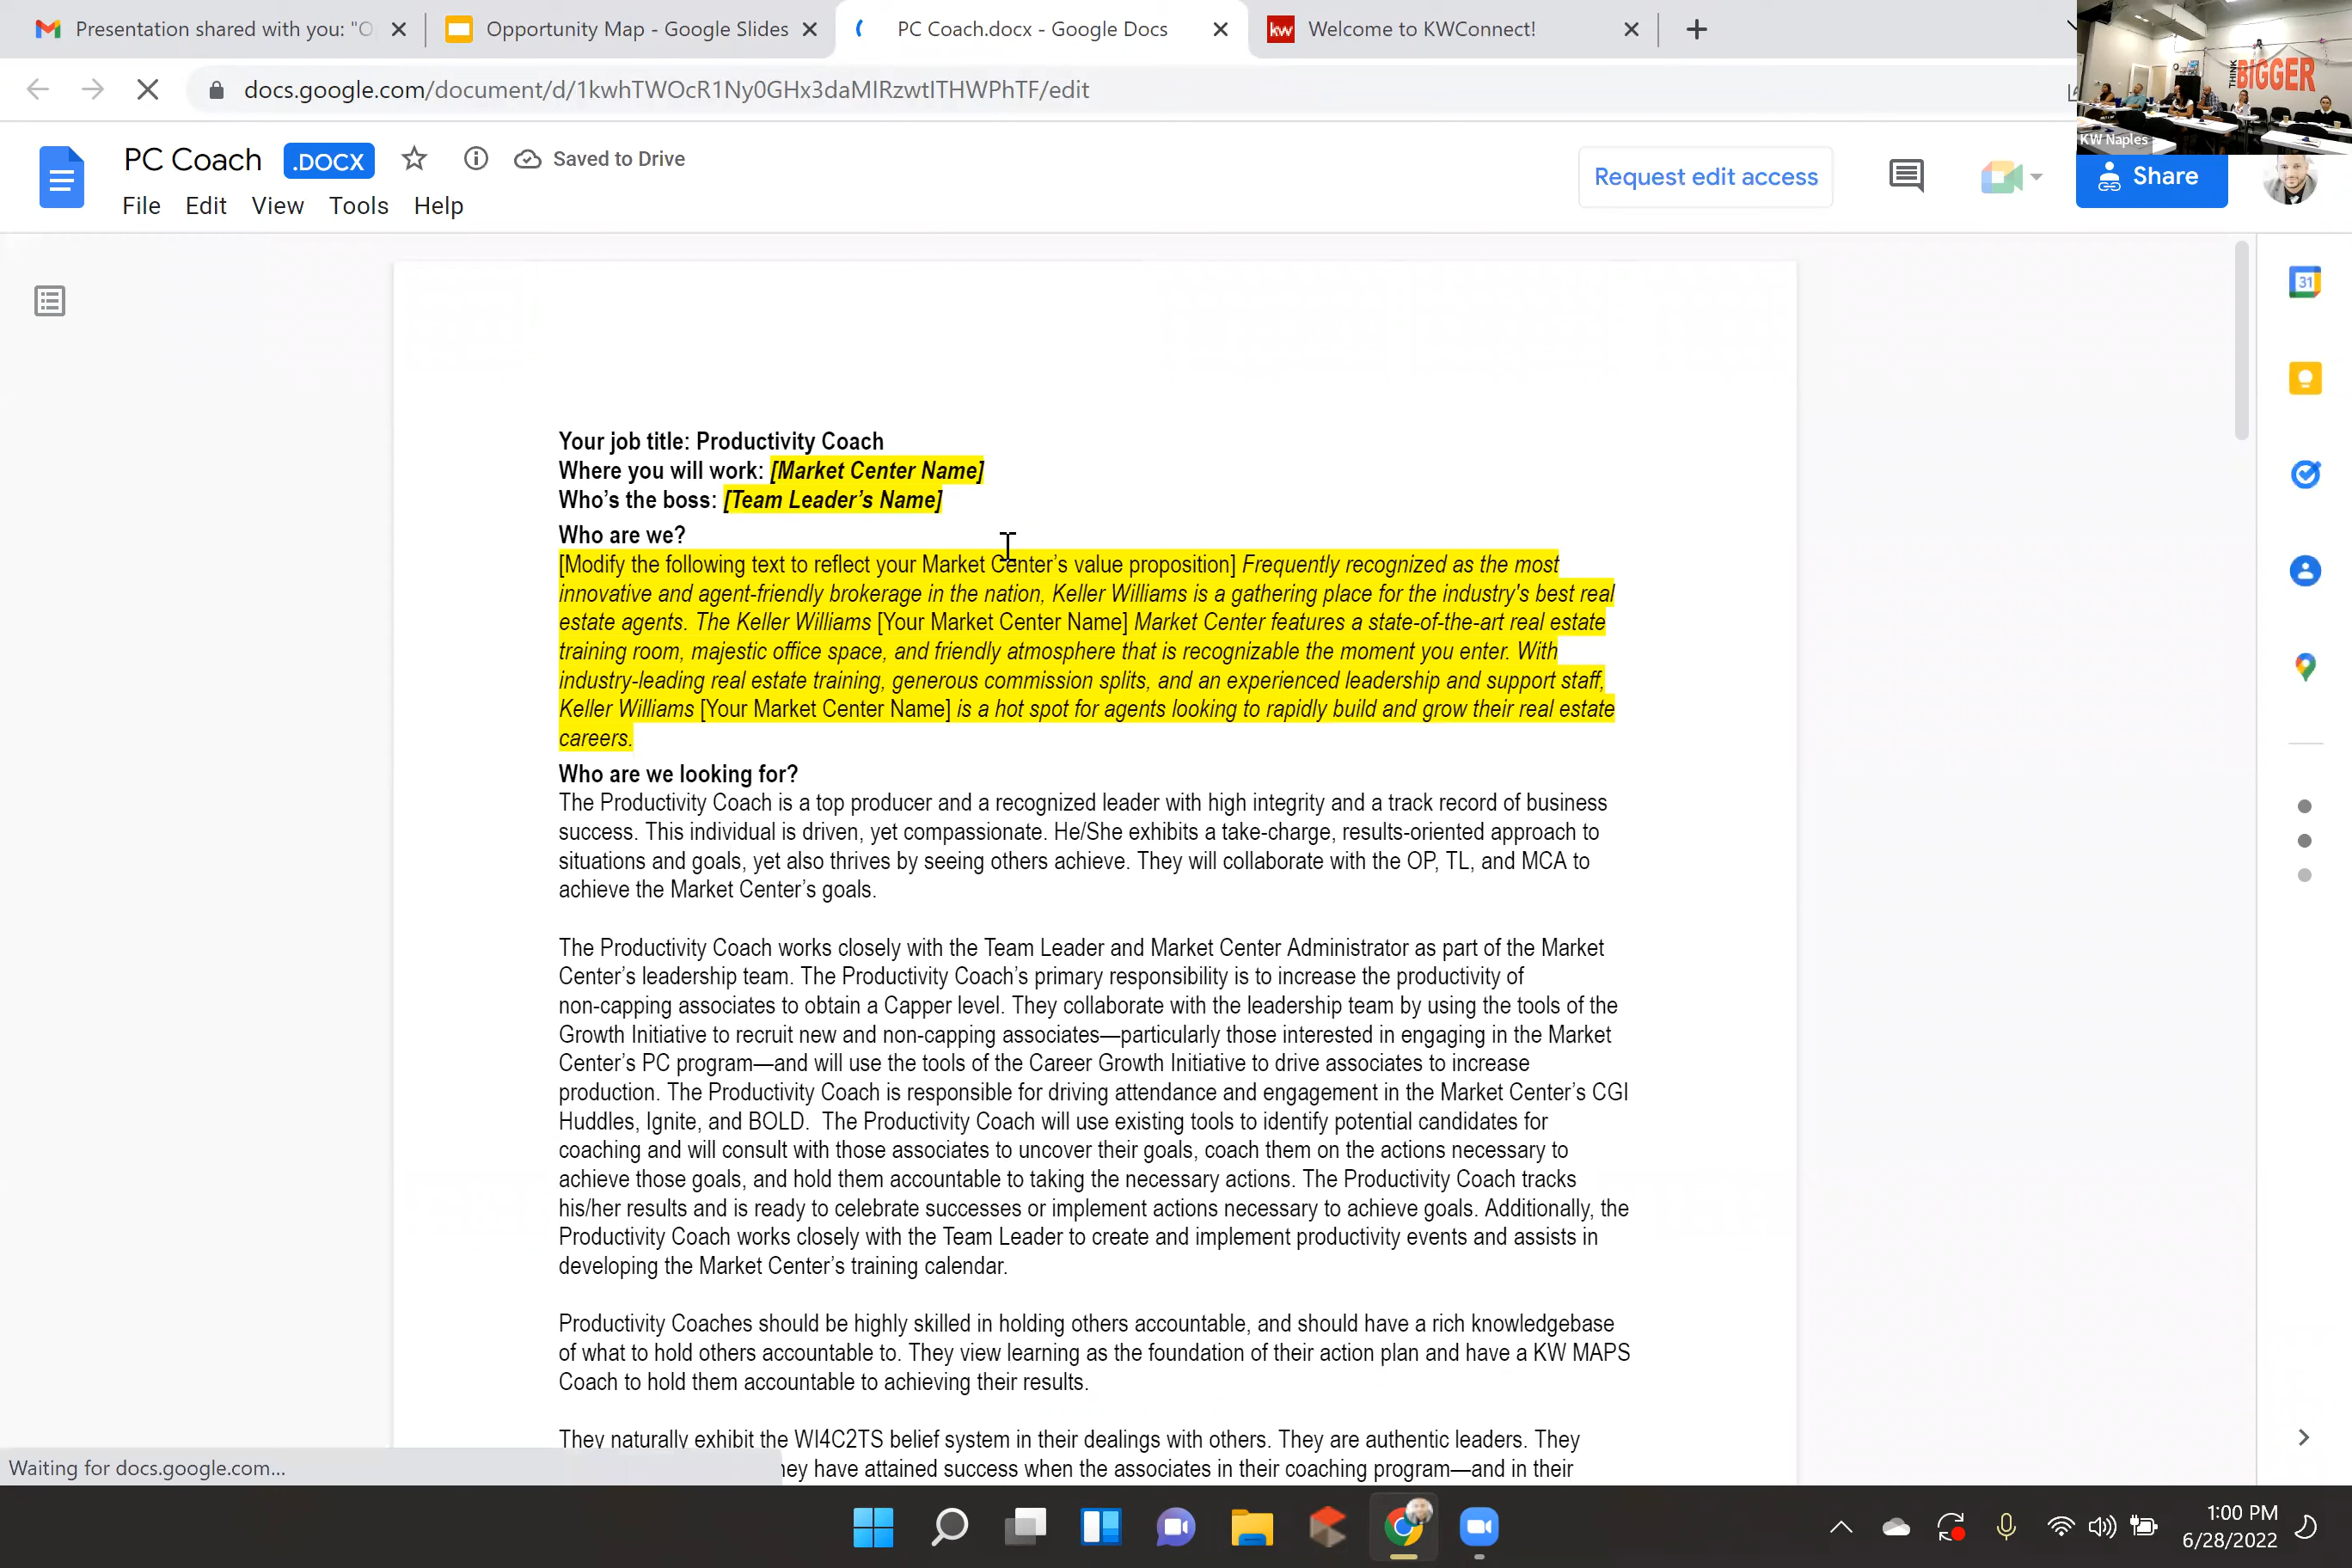 Presentation shared with you: "O
Opportunity Map - Google Slides
PC Coach.docx - Google Docs
kw
Welcome to KWConnect!
docs.google.com/document/d/1kwhTWOcR1Ny0GHx3daMIRzwtITHWPhTF/edit
THINK
BIGGER
KW Naples
PC Coach
.DOCX
Saved to Drive
Request edit access
Share
File
Edit
View
Tools
Help
31
Your job title: Productivity Coach
Where you will work: [Market Center Name]
Who’s the boss: [Team Leader’s Name]
Who are we?
[Modify the following text to reflect your Market Center’s value proposition] Frequently recognized as the most
innovative and agent-friendly brokerage in the nation, Keller Williams is a gathering place for the industry's best real
estate agents. The Keller Williams [Your Market Center Name] Market Center features a state-of-the-art real estate
training room, majestic office space, and friendly atmosphere that is recognizable the moment you enter. With
industry-leading real estate training, generous commission splits, and an experienced leadership and support staff,
Keller Williams [Your Market Center Name] is a hot spot for agents looking to rapidly build and grow their real estate
careers.
Who are we looking for?
The Productivity Coach is a top producer and a recognized leader with high integrity and a track record of business
success. This individual is driven, yet compassionate. He/She exhibits a take-charge, results-oriented approach to
situations and goals, yet also thrives by seeing others achieve. They will collaborate with the OP, TL, and MCA to
achieve the Market Center’s goals.
The Productivity Coach works closely with the Team Leader and Market Center Administrator as part of the Market
Center’s leadership team. The Productivity Coach’s primary responsibility is to increase the productivity of
non-capping associates to obtain a Capper level. They collaborate with the leadership team by using the tools of the
Growth Initiative to recruit new and non-capping associates—particularly those interested in engaging in the Market
Center’s PC program—and will use the tools of the Career Growth Initiative to drive associates to increase
production. The Productivity Coach is responsible for driving attendance and engagement in the Market Center’s CGI
Huddles, Ignite, and BOLD.  The Productivity Coach will use existing tools to identify potential candidates for
coaching and will consult with those associates to uncover their goals, coach them on the actions necessary to
achieve those goals, and hold them accountable to taking the necessary actions. The Productivity Coach tracks
his/her results and is ready to celebrate successes or implement actions necessary to achieve goals. Additionally, the
Productivity Coach works closely with the Team Leader to create and implement productivity events and assists in
developing the Market Center’s training calendar.
Productivity Coaches should be highly skilled in holding others accountable, and should have a rich knowledgebase
of what to hold others accountable to. They view learning as the foundation of their action plan and have a KW MAPS
Coach to hold them accountable to achieving their results.
They naturally exhibit the WI4C2TS belief system in their dealings with others. They are authentic leaders. They
hey have attained success when the associates in their coaching program—and in their
Waiting for docs.google.com...
1:00 PM
6/28/2022